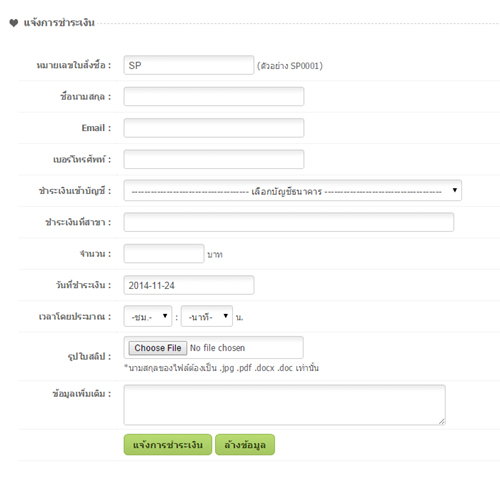 แจ้งการชำระเงิน
หมายเลขใบสั่งซื้อ : SP (ตัวอย่าง SP0001)
ชื่อนามสกุล :
Email :
เบอร์โทรศัพท์ :
ชำระเงินเข้าบัญชี : --------------------------------------- เลือกบัญชีธนาคาร ---------------------------------------
ชำระเงินที่สาขา :
จำนวน : บาท
วันที่ชำระเงิน : 2014-11-24
เวลาโดยประมาณ : -ชม.- : -นาที- น.
รูปใบสลิป : Choose File No file chosen
*นามสกุลของไฟล์ต้องเป็น .jpg .pdf .docx .doc เท่านั้น
ข้อมูลเพิ่มเติม :
แจ้งการชำระเงิน ล้างข้อมูล